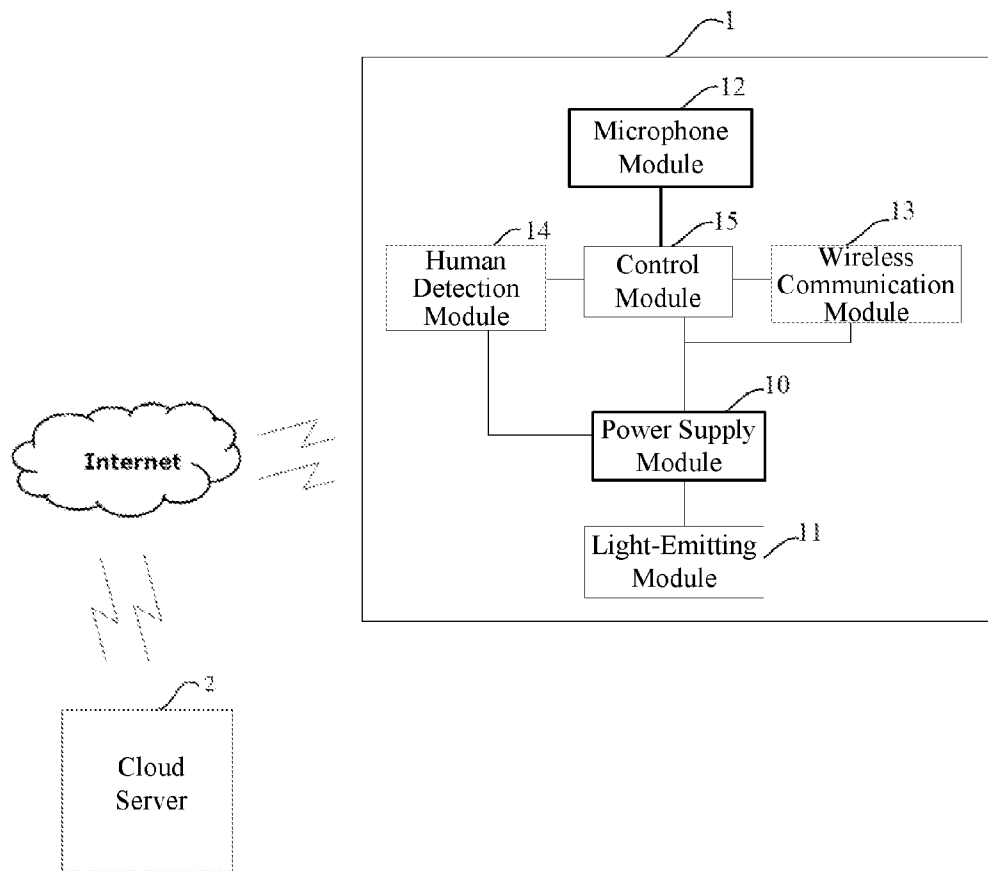 1
12
Microphone
Module
14
15
13
Human
Detection
Module
Control
Module
Wireless
Communication
Module
10
Power Supply
Module
Internet
11
Light-Emitting
Module
2
Cloud
Server